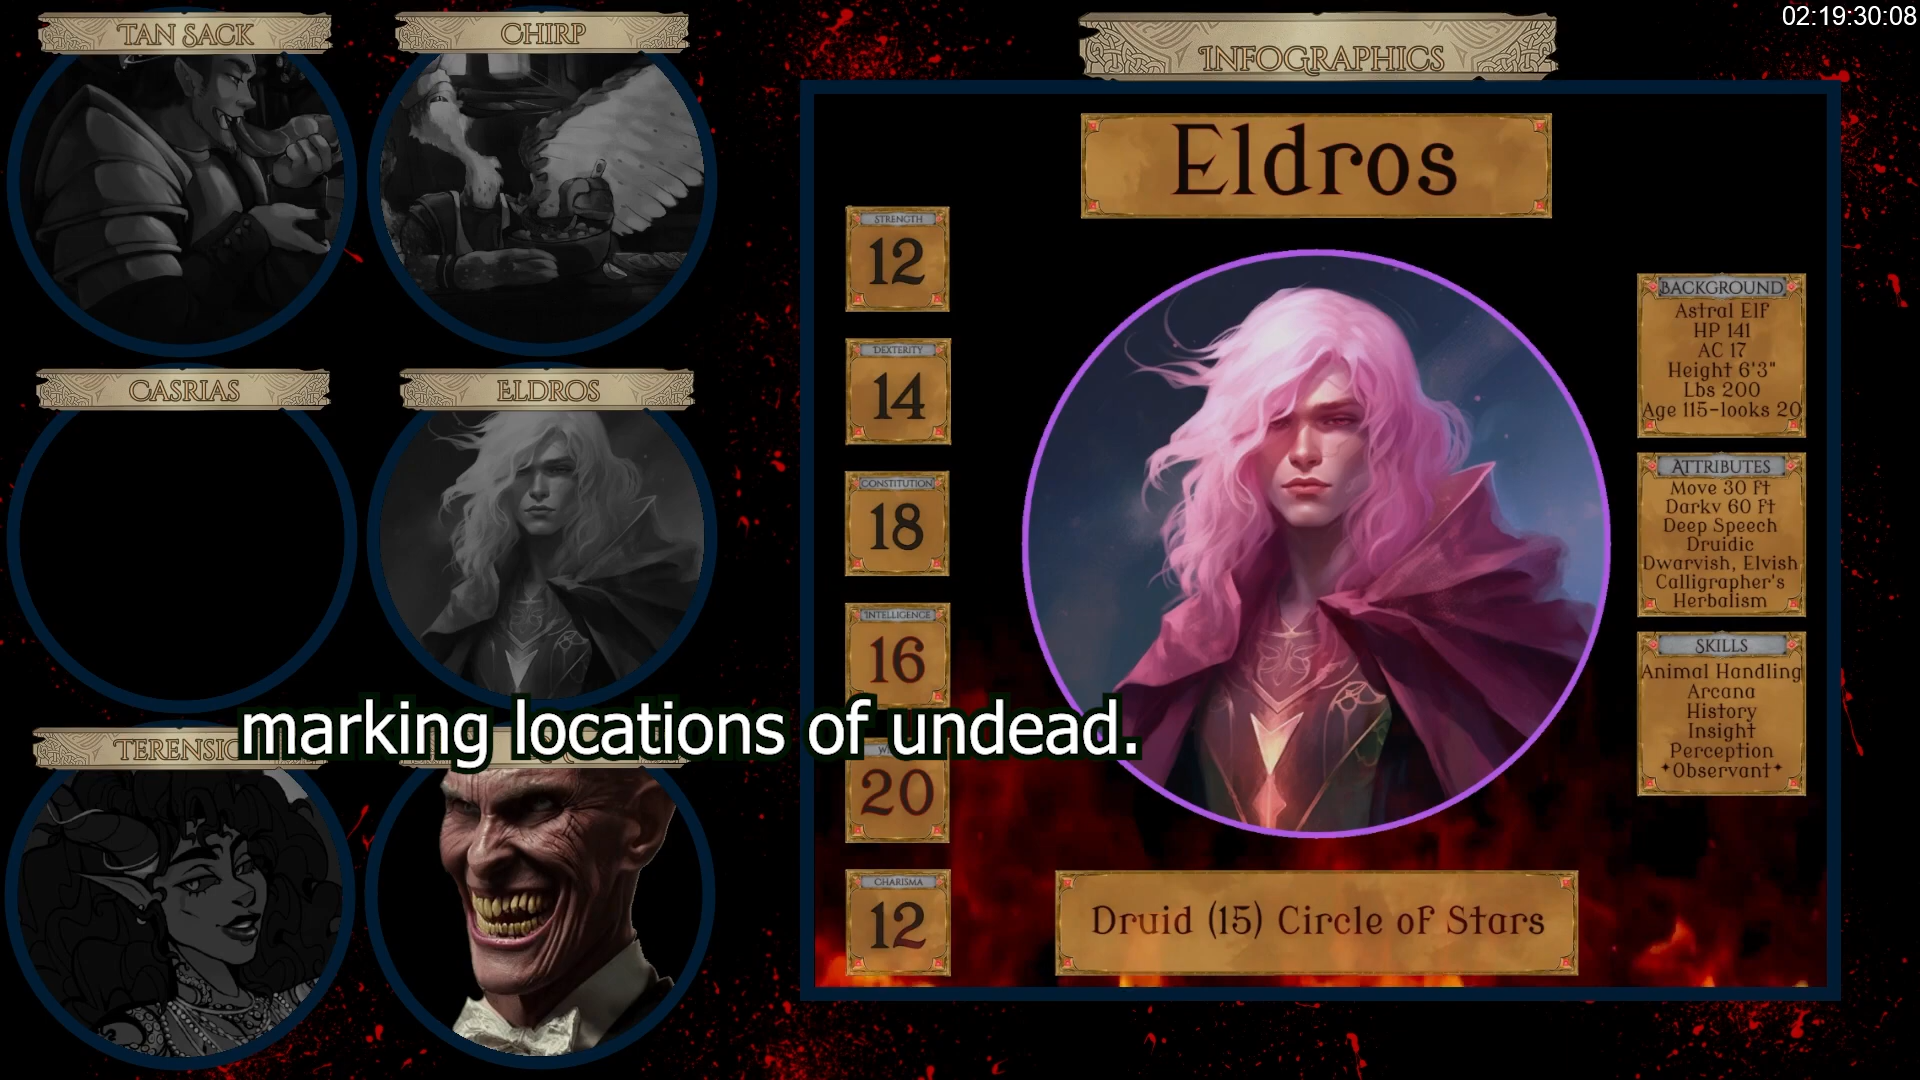 02:19:30:08
TAN SACK
CHIRP
INFOGRAPHICS
Eldros
STRENGTH
12
DEXTERITY
14
CONSTITUTION
18
INTELLIGENCE
16
20
CHARISMA
12
BACKGROUND
Astral Elf
HP 141
AC 17
Height 6'3"
Lbs 200
Age 115-looks 20
ATTRIBUTES
Move 30 ft
Darkv 60 ft
Deep Speech
Druidic
Dwarvish, Elvish
Calligrapher's
Herbalism
SKILLS
Animal Handling
Arcana
History
Insight
Perception
*Observant*
CASRIAS
ELDROS
marking locations of undead.
Druid (15) Circle of Stars